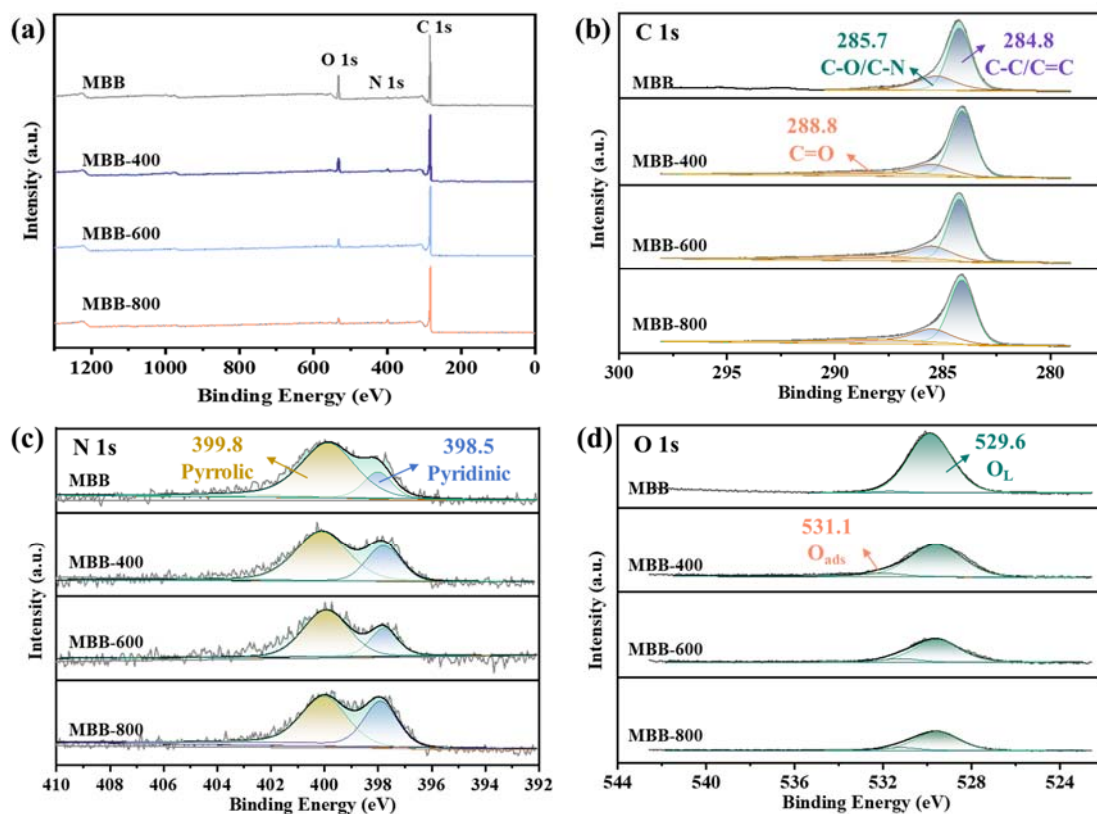 (a)
C 1s
O 1s
N 1s
MBB
MBB-400
MBB-600
MBB-800
Intensity (a.u.)
1200 1000 800 600 400 200 0
Binding Energy (eV)
(b)
C 1s
285.7
C-O/C-N
284.8
C-C/C=C
MBB
288.8
C=O
MBB-400
MBB-600
MBB-800
Intensity (a.u.)
300 295 290 285 280
Binding Energy (eV)
(c)
N 1s
399.8
Pyrrolic
398.5
Pyridinic
MBB
MBB-400
MBB-600
MBB-800
Intensity (a.u.)
410 408 406 404 402 400 398 396 394 392
Binding Energy (eV)
(d)
O 1s
529.6
OL
MBB
531.1
Oads
MBB-400
MBB-600
MBB-800
Intensity (a.u.)
544 540 536 532 528 524
Binding Energy (eV)